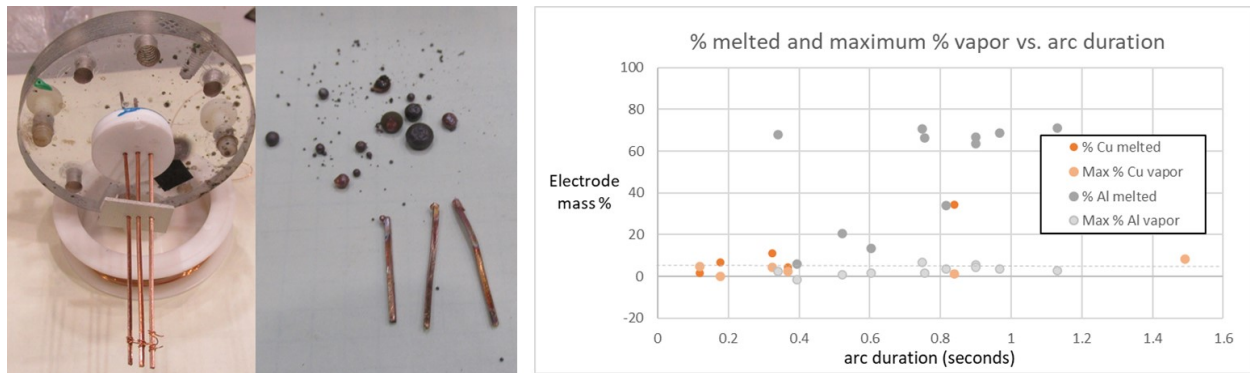 % melted and maximum % vapor vs. arc duration
100
80
60
40
20
0
-20
Electrode
mass %
% Cu melted
Max % Cu vapor
% Al melted
Max % Al vapor
0
0.2
0.4
0.6
0.8
1
1.2
1.4
1.6
arc duration (seconds)